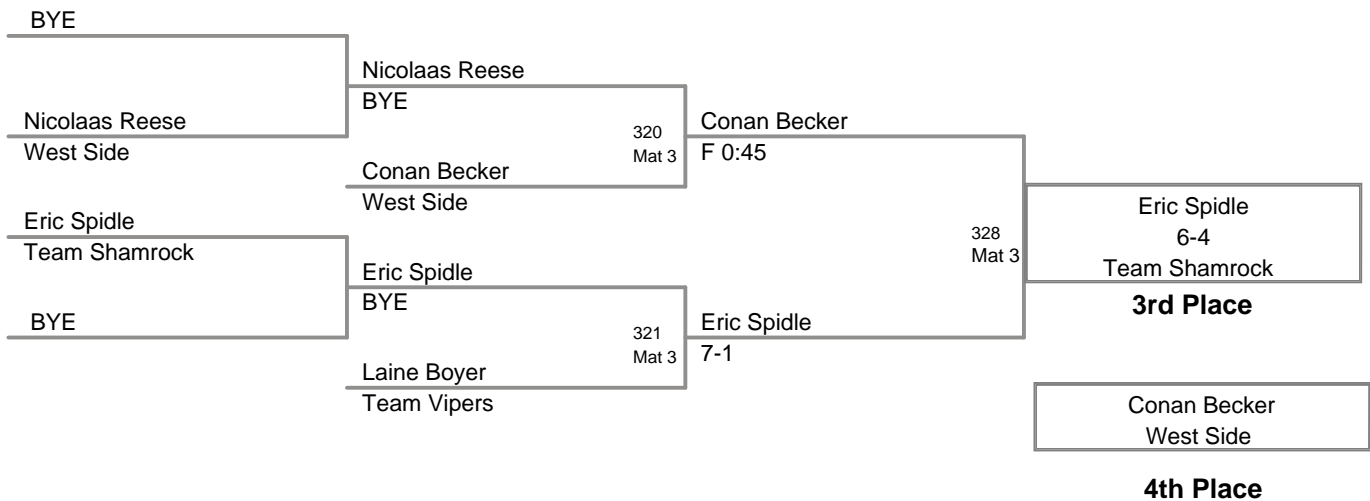 BYE
Nicolaas Reese
BYE
Nicolaas Reese
West Side
320
Mat 3
Conan Becker
F 0:45
Conan Becker
West Side
Eric Spidle
Team Shamrock
328
Mat 3
Eric Spidle
6-4
Team Shamrock
3rd Place
Eric Spidle
BYE
BYE
321
Mat 3
Eric Spidle
7-1
Laine Boyer
Team Vipers
Conan Becker
West Side
4th Place